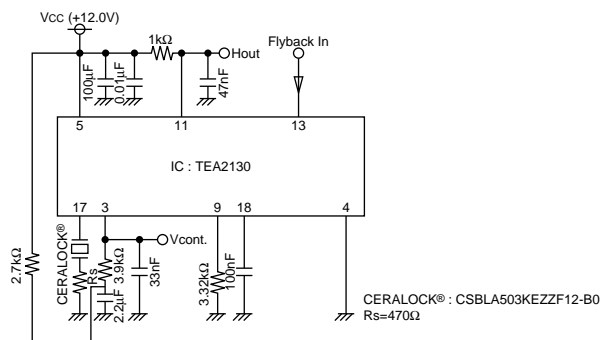 VCC (+12.0V)
1kΩ
Hout
Flyback In
100µF
0.01µF
47nF
5
11
13
IC : TEA2130
17
3
9
18
4
Vcont.
2.7kΩ
CERALOCK®
Rs
3.9kΩ
2.2µF
33nF
3.32kΩ
100nF
CERALOCK® : CSBLA503KEZZF12-B0
Rs=470Ω